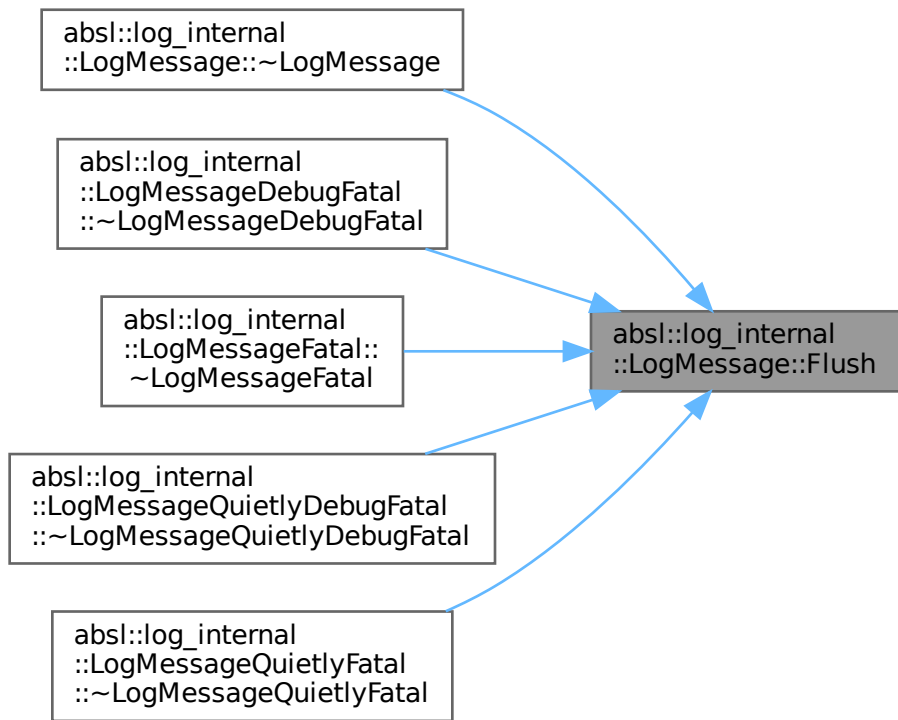 absl::log_internal
::LogMessage::~LogMessage
absl::log_internal
::LogMessageDebugFatal
::~LogMessageDebugFatal
absl::log_internal
::LogMessageFatal::
~LogMessageFatal
absl::log_internal
::LogMessageQuietlyDebugFatal
::~LogMessageQuietlyDebugFatal
absl::log_internal
::LogMessageQuietlyFatal
::~LogMessageQuietlyFatal
absl::log_internal
::LogMessage::Flush